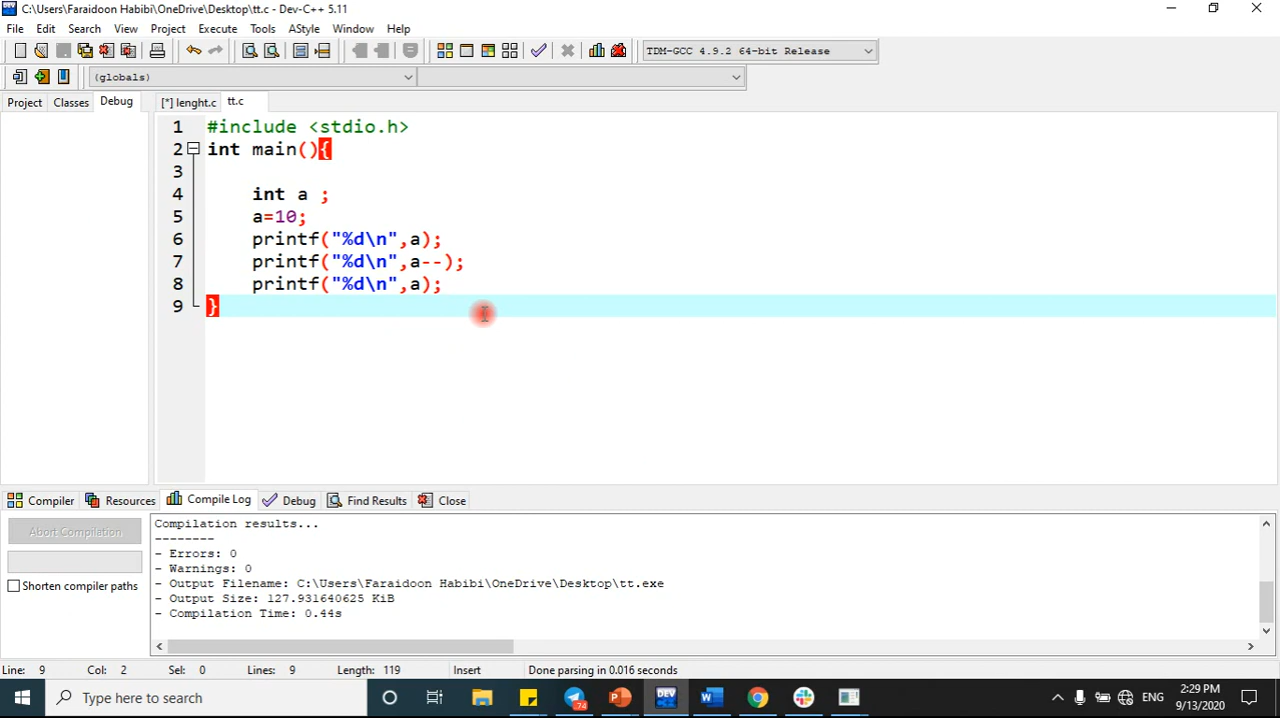 C:\Users\Faraidoon Habibi\OneDrive\Desktop\tt.c - Dev-C++ 5.11
File Edit Search View Project Execute Tools AStyle Window Help
TDM-GCC 4.9.2 64-bit Release
(globals)
Project Classes Debug [*] lenght.c tt.c
1 #include <stdio.h>
2 int main(){
3
4 int a ;
5 a=10;
6 printf("%d\n",a);
7 printf("%d\n",a--);
8 printf("%d\n",a);
9 }
Compiler Resources Compile Log Debug Find Results Close
Abort Compilation
Shorten compiler paths
Compilation results...
--------
- Errors: 0
- Warnings: 0
- Output Filename: C:\Users\Faraidoon Habibi\OneDrive\Desktop\tt.exe
- Output Size: 127.931640625 KiB
- Compilation Time: 0.44s
Line: 9 Col: 2 Sel: 0 Lines: 9 Length: 119 Insert Done parsing in 0.016 seconds
Type here to search
74
DEV
ENG
2:29 PM
9/13/2020